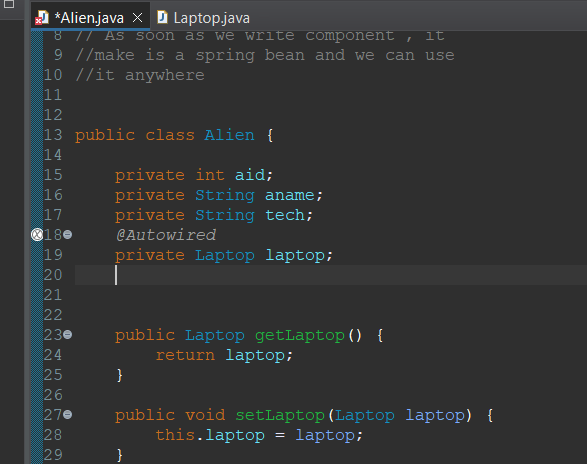 *Alien.java Laptop.java
8 // As soon as we write component , it
9 //make is a spring bean and we can use
10 //it anywhere
11
12
13 public class Alien {
14
15 private int aid;
16 private String aname;
17 private String tech;
18 @Autowired
19 private Laptop laptop;
20
21
22
23 public Laptop getLaptop() {
24 return laptop;
25 }
26
27 public void setLaptop(Laptop laptop) {
28 this.laptop = laptop;
29 }